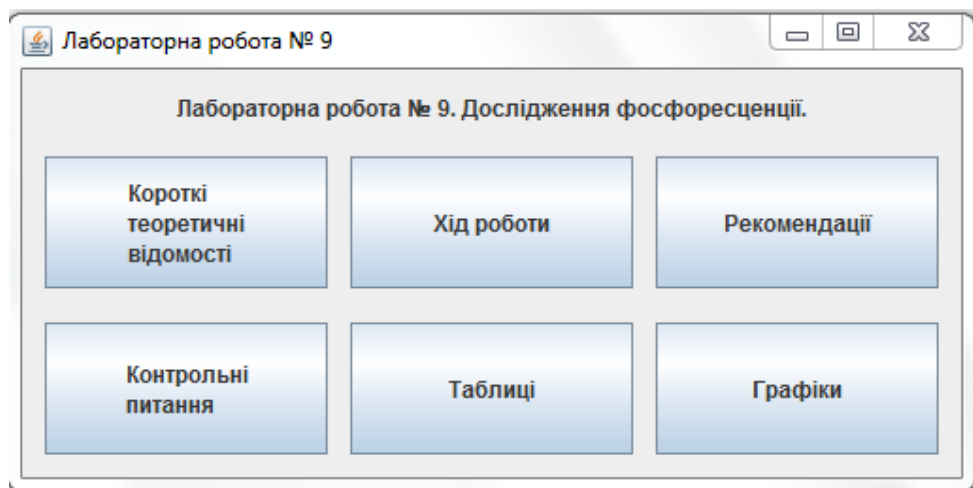 Лабораторна робота № 9
Лабораторна робота № 9. Дослідження фосфоресценції.
Короткі
теоретичні
відомості
Хід роботи
Рекомендації
Контрольні
питання
Таблиці
Графіки